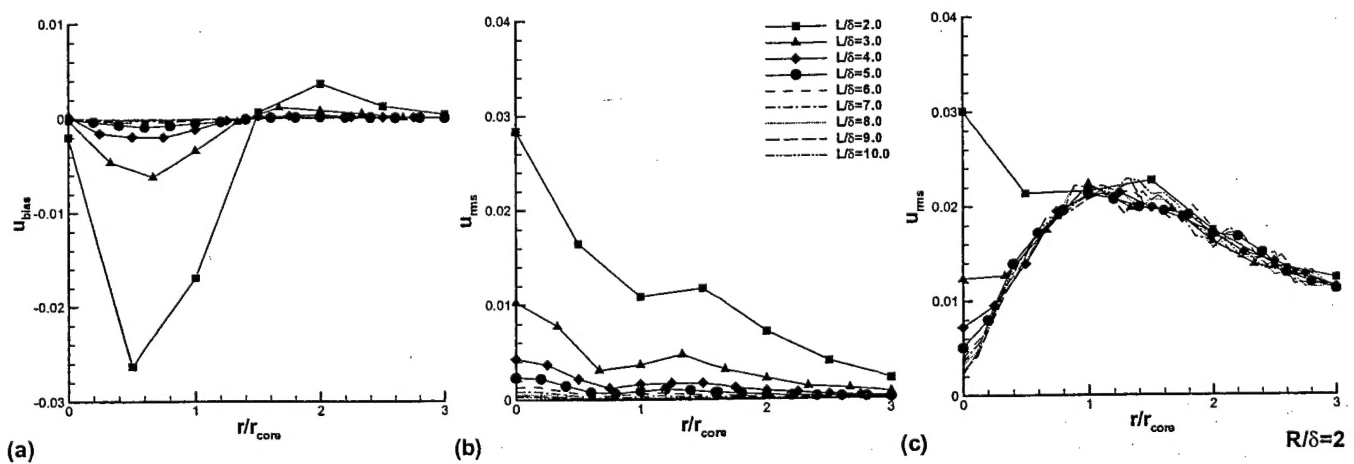 0.01
0
-0.01
-0.02
-0.03
u_bias
0 1 2 3
r/r_core
(a)
0.04
0.03
0.02
0.01
0
u_rms
0 1 2 3
r/r_core
(b)
L/δ=2.0
L/δ=3.0
L/δ=4.0
L/δ=5.0
L/δ=6.0
L/δ=7.0
L/δ=8.0
L/δ=9.0
L/δ=10.0
0.04
0.03
0.02
0.01
0.00
u_rms
0 1 2 3
r/r_core
(c)
R/δ=2